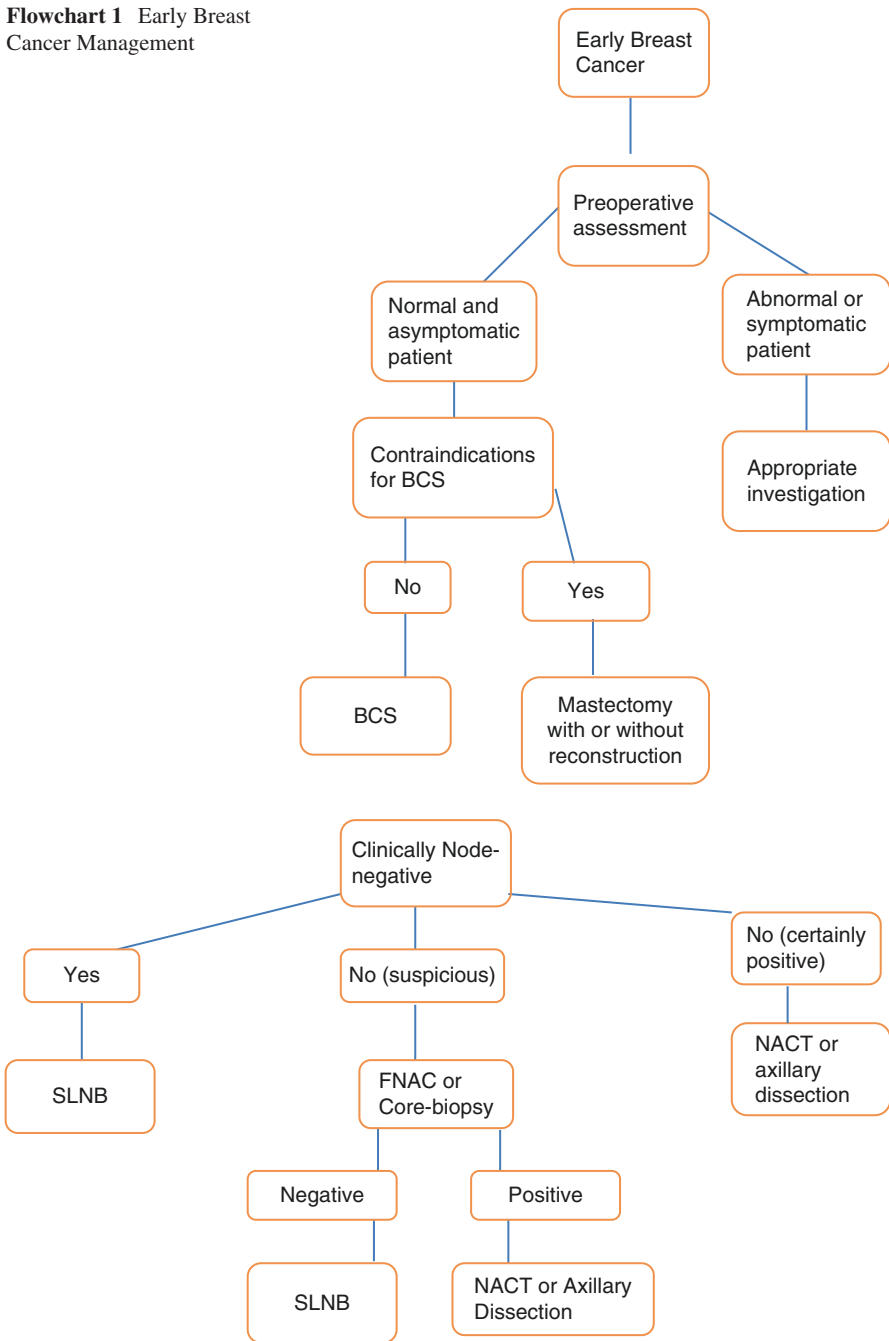 Flowchart 1 Early Breast
Cancer Management
Early Breast
Cancer
Preoperative
assessment
Normal and
asymptomatic
patient
Abnormal or
symptomatic
patient
Contraindications
for BCS
Appropriate
investigation
No
Yes
BCS
Mastectomy
with or without
reconstruction
Clinically Node-
negative
Yes
No (suspicious)
No (certainly
positive)
SLNB
FNAC or
Core-biopsy
NACT or
axillary
dissection
Negative
Positive
SLNB
NACT or Axillary
Dissection